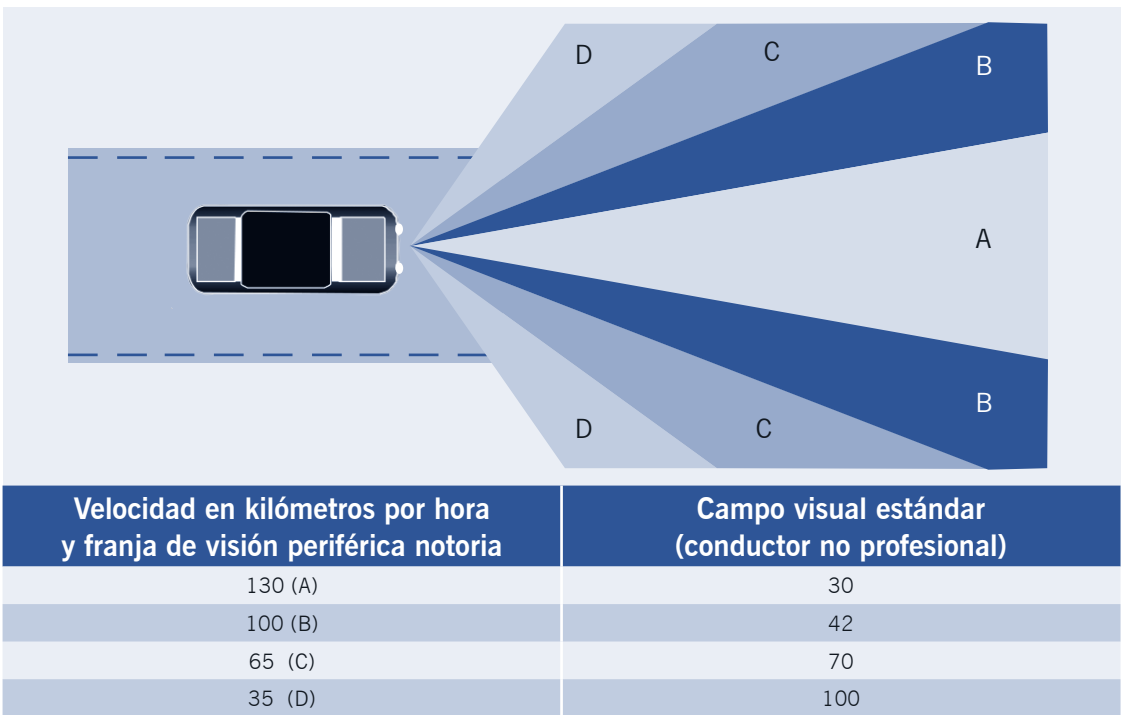 D
C
B
A
B
D
C
Velocidad en kilómetros por hora
y franja de visión periférica notoria
Campo visual estándar
(conductor no profesional)
130 (A)
30
100 (B)
42
65 (C)
70
35 (D)
100